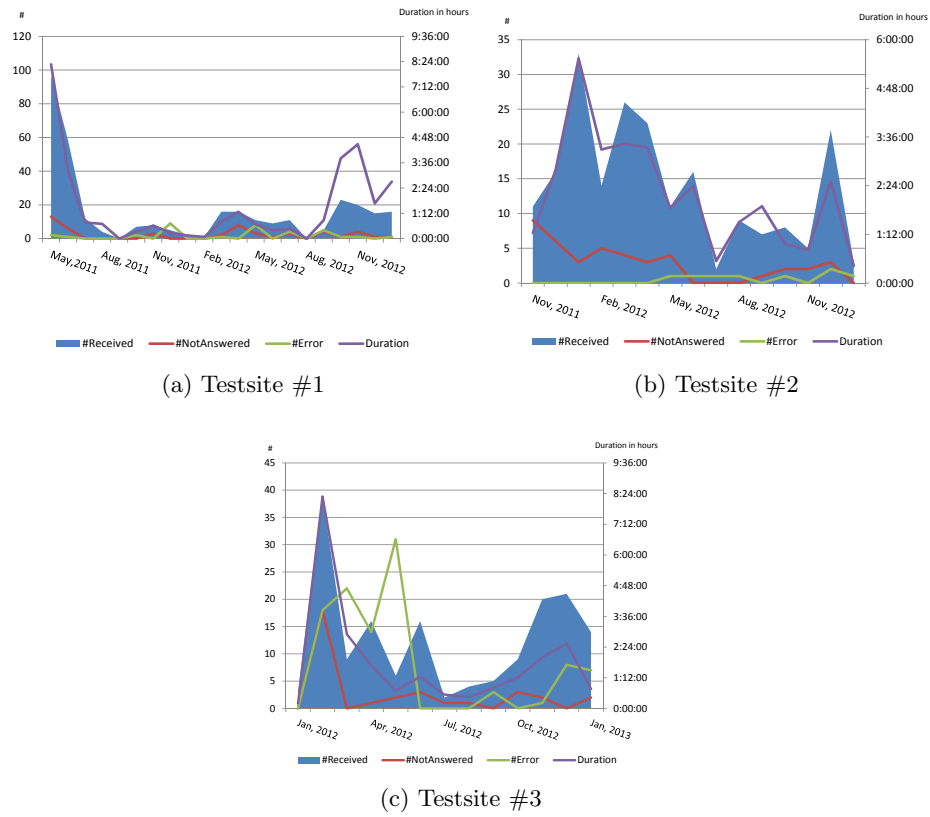 # Duration in hours
120 9:36:00
100 8:24:00
80 7:12:00
60 6:00:00
40 4:48:00
20 3:36:00
0 2:24:00
1:12:00
0:00:00
May, 2011 Aug, 2011 Nov, 2011 Feb, 2012 May, 2012 Aug, 2012 Nov, 2012
#Received #NotAnswered #Error Duration
(a) Testsite #1
# Duration in hours
35 6:00:00
30 4:48:00
25 3:36:00
20 2:24:00
15 1:12:00
10 0:00:00
5
0
Nov, 2011 Feb, 2012 May, 2012 Aug, 2012 Nov, 2012
#Received #NotAnswered #Error Duration
(b) Testsite #2
# Duration in hours
45 9:36:00
40 8:24:00
35 7:12:00
30 6:00:00
25 4:48:00
20 3:36:00
15 2:24:00
10 1:12:00
5 0:00:00
0
Jan, 2012 Apr, 2012 Jul, 2012 Oct, 2012 Jan, 2013
#Received #NotAnswered #Error Duration
(c) Testsite #3